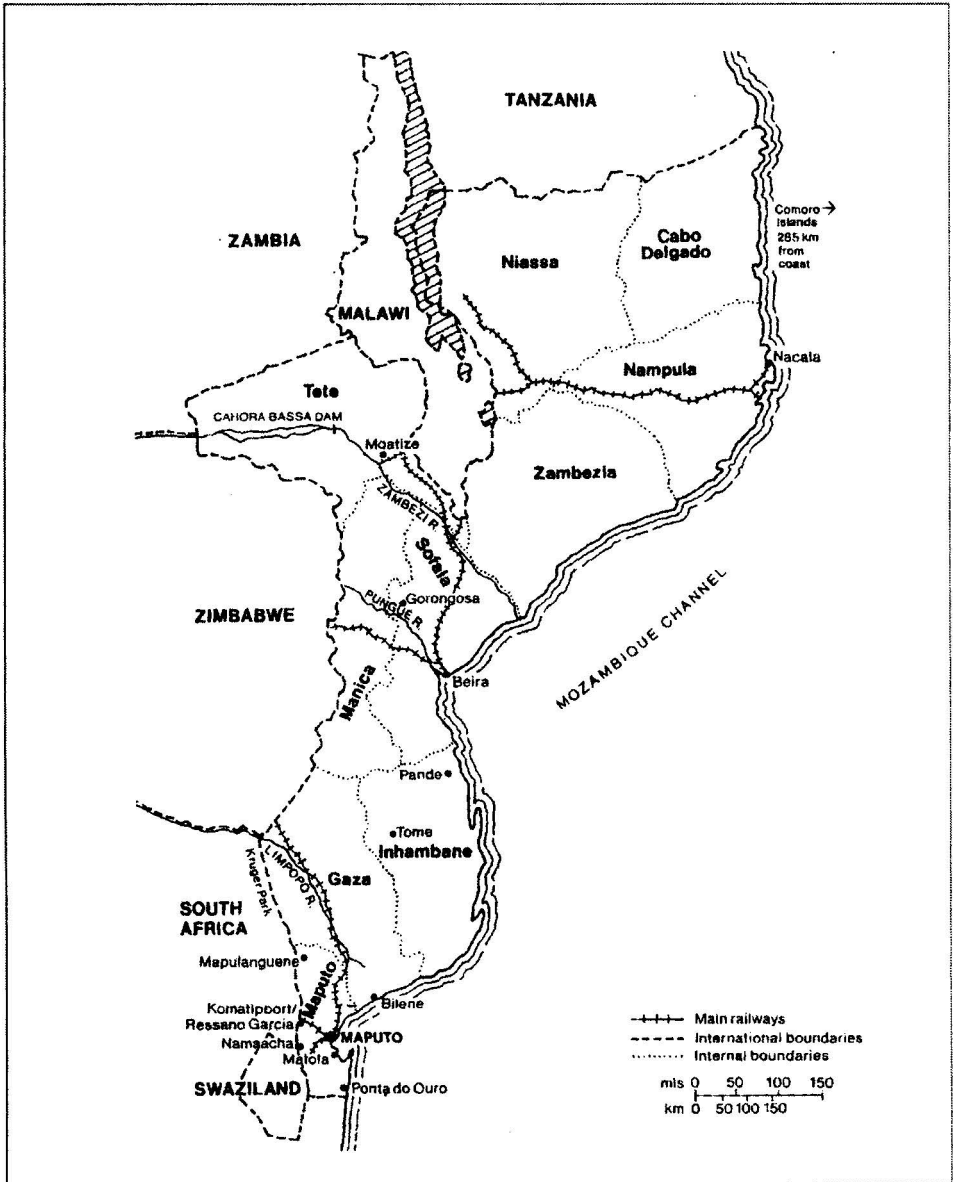 TANZANIA
ZAMBIA
Comoro →
Islands
285 km
from
coast
Cabo
Delgado
Niassa
MALAWI
Nampula
Nacala
Tete
CAHORA BASSA DAM
Moatize
Zambezia
ZAMBEZI R.
Sofala
Gorongosa
PUNGUE R.
ZIMBABWE
MOZAMBIQUE CHANNEL
Beira
Manica
Pande
Tome
Inhambane
Gaza
LIMPOPO R.
Kruger Park
SOUTH
AFRICA
Mapulanguene
Maputo
Bilene
Komatipoort/
Ressano Garcia
MAPUTO
Namaacha
Matola
SWAZILAND
Ponta do Ouro
Main railways
International boundaries
Internal boundaries
mls 0 50 100 150
km 0 50 100 150